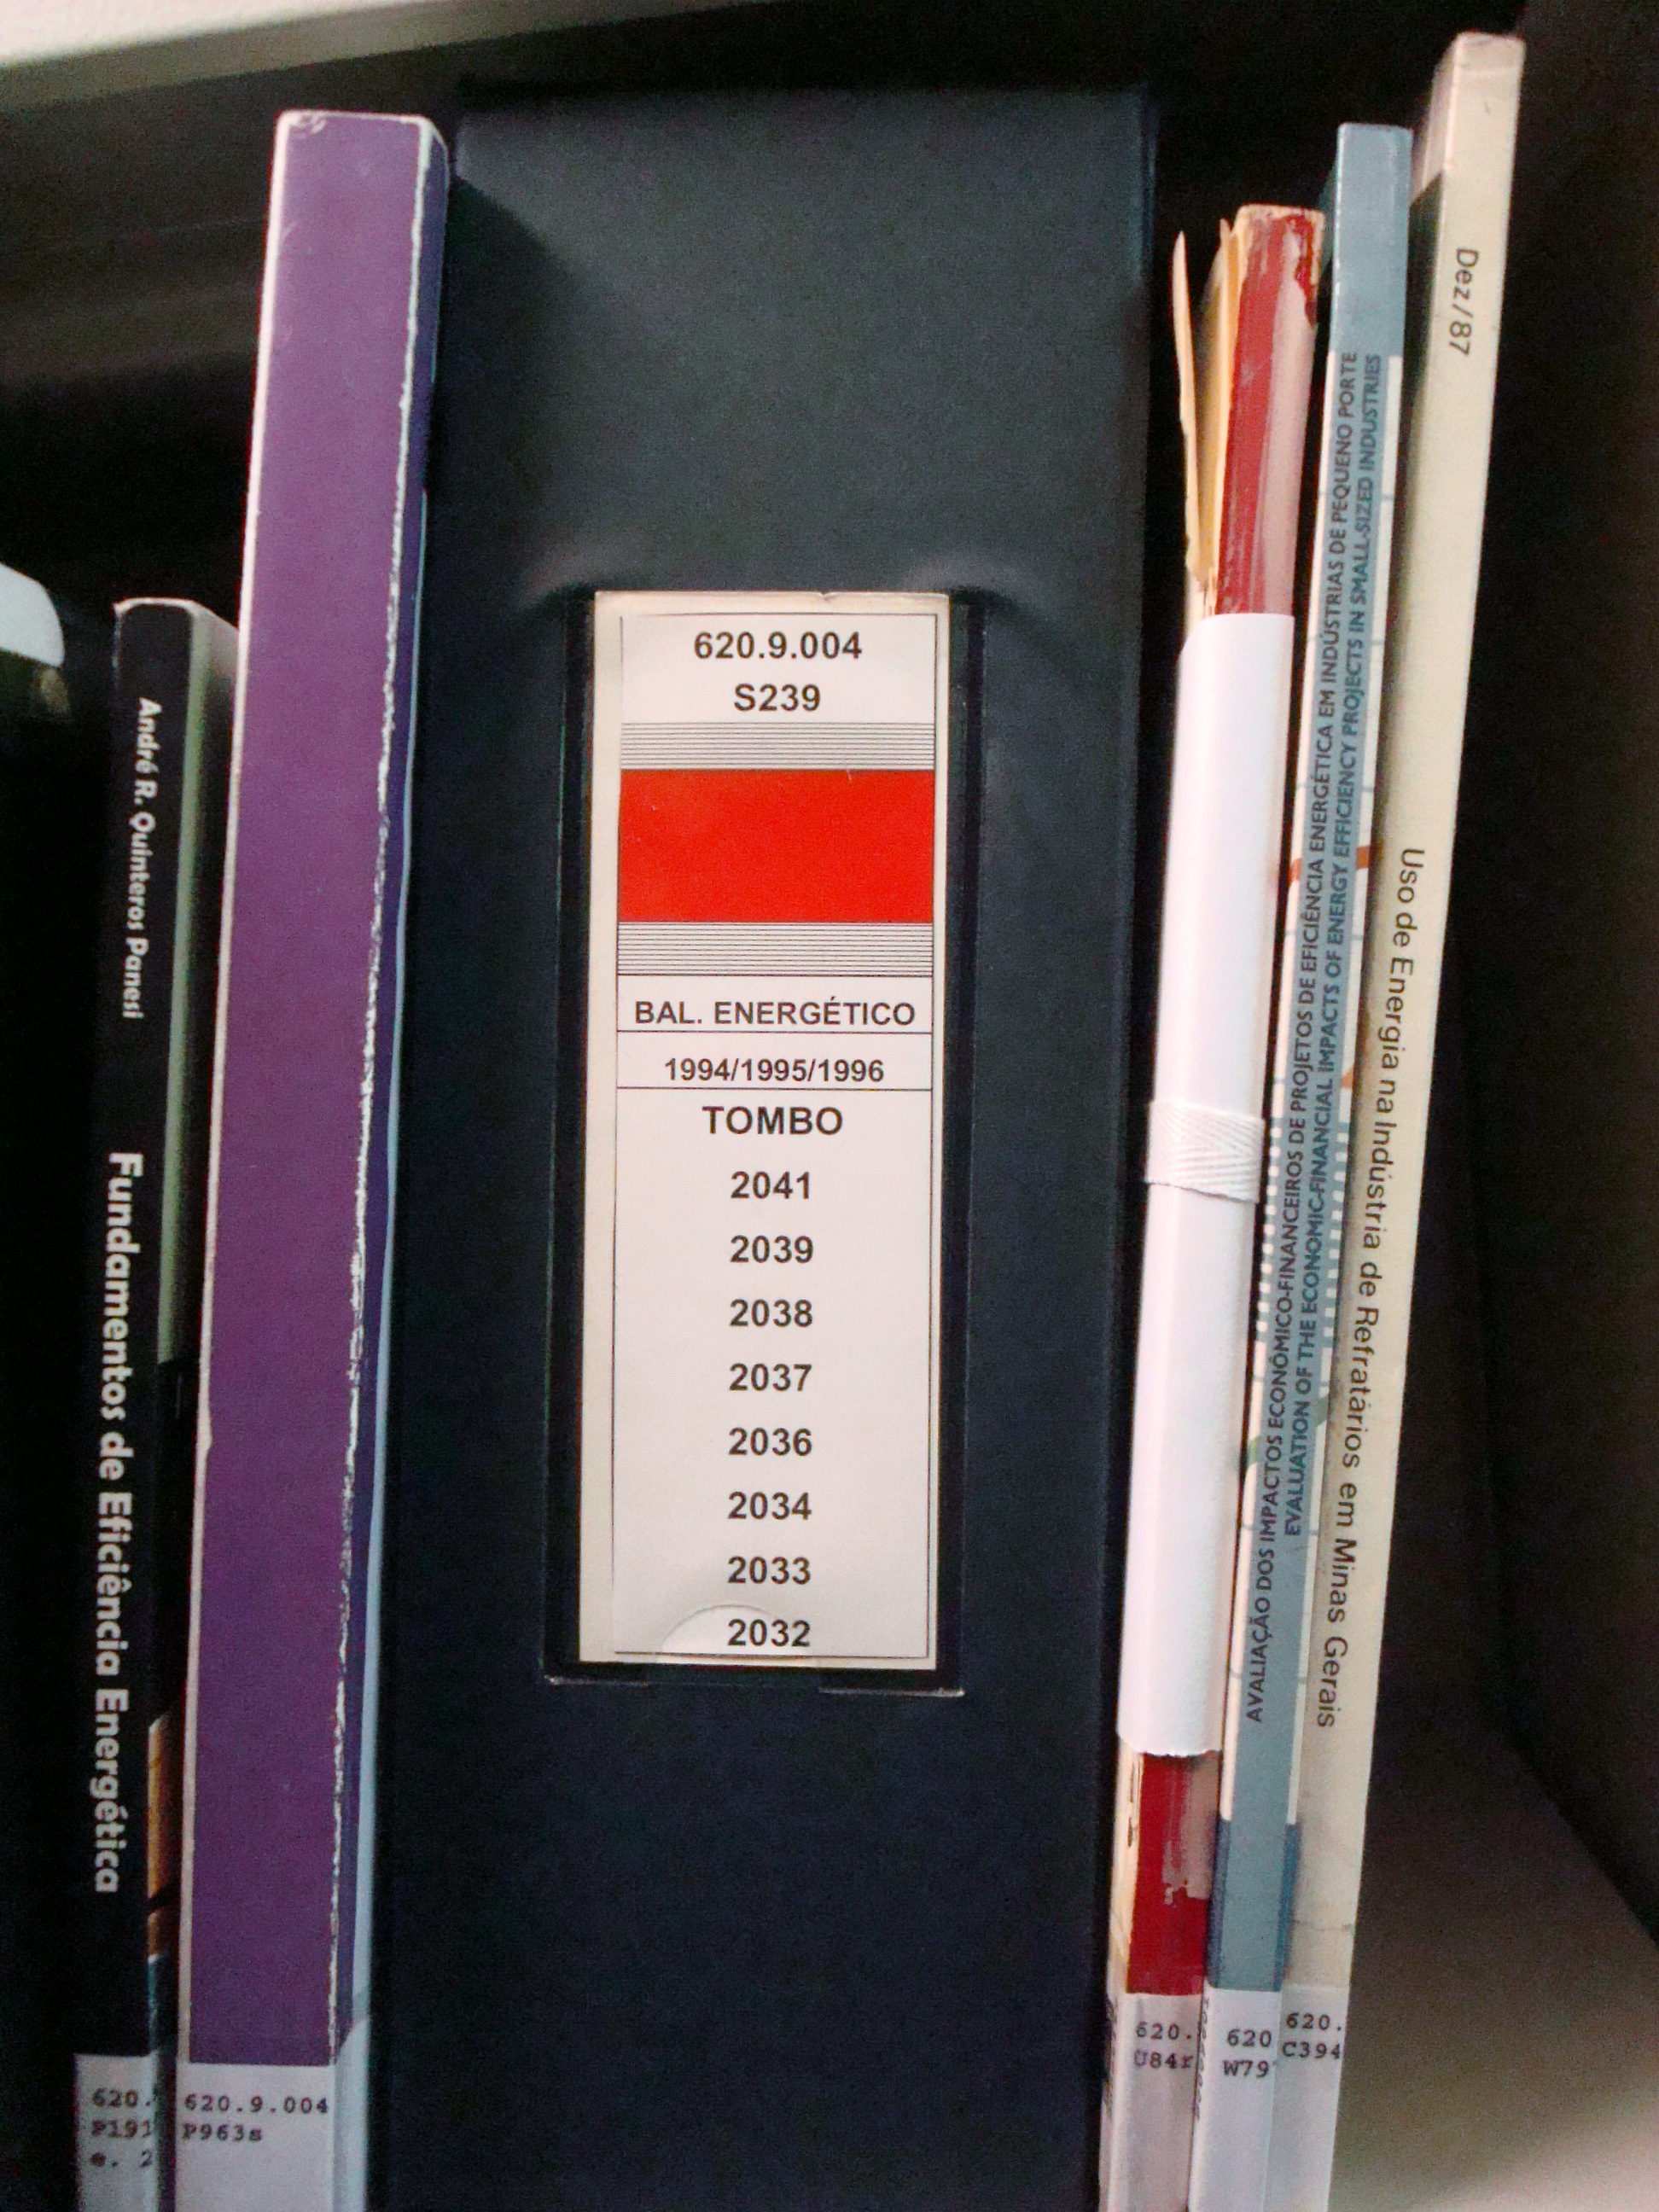 André R. Quinteros Panesi
Fundamentos de Eficiência Energética
620.
P191
e. 2
620.9.004
P963s
620.9.004
S239
BAL. ENERGÉTICO
1994/1995/1996
TOMBO
2041
2039
2038
2037
2036
2034
2033
2032
620.
U84r
AVALIAÇÃO DOS IMPACTOS ECONÔMICO-FINANCEIROS DE PROJETOS DE EFICIÊNCIA ENERGÉTICA EM INDÚSTRIAS DE PEQUENO PORTE
EVALUATION OF THE ECONOMIC-FINANCIAL IMPACTS OF ENERGY EFFICIENCY PROJECTS IN SMALL-SIZED INDUSTRIES
620
W79
Dez/87
Uso de Energia na Indústria de Refratários em Minas Gerais
620.
C394